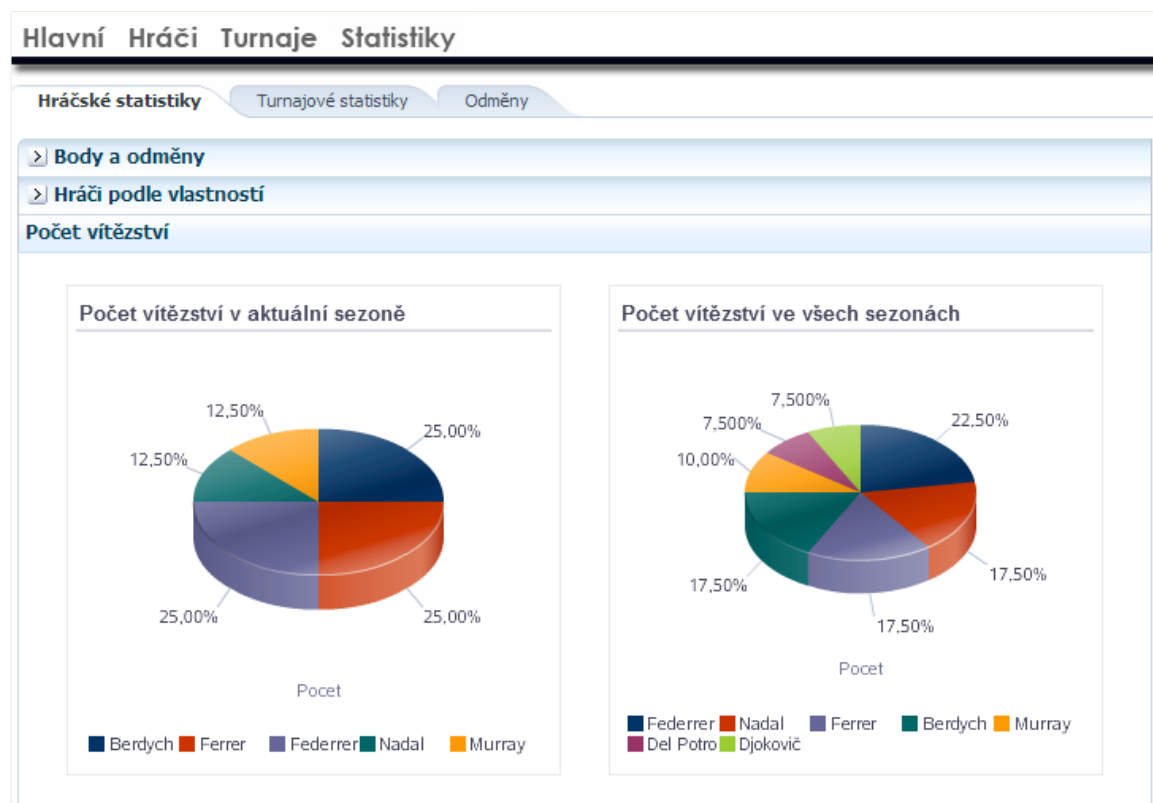 Hlavní Hráči Turnaje Statistiky
Hráčské statistiky Turnajové statistiky Odměny
Body a odměny
Hráči podle vlastností
Počet vítězství
Počet vítězství v aktuální sezoně
12,50%
25,00%
12,50%
25,00%
25,00%
Pocet
Berdych Ferrer Federrer Nadal Murray
Počet vítězství ve všech sezonách
7,500%
7,500%
22,50%
10,00%
17,50%
17,50%
17,50%
Pocet
Federrer Nadal Ferrer Berdych Murray
Del Potro Djokovič